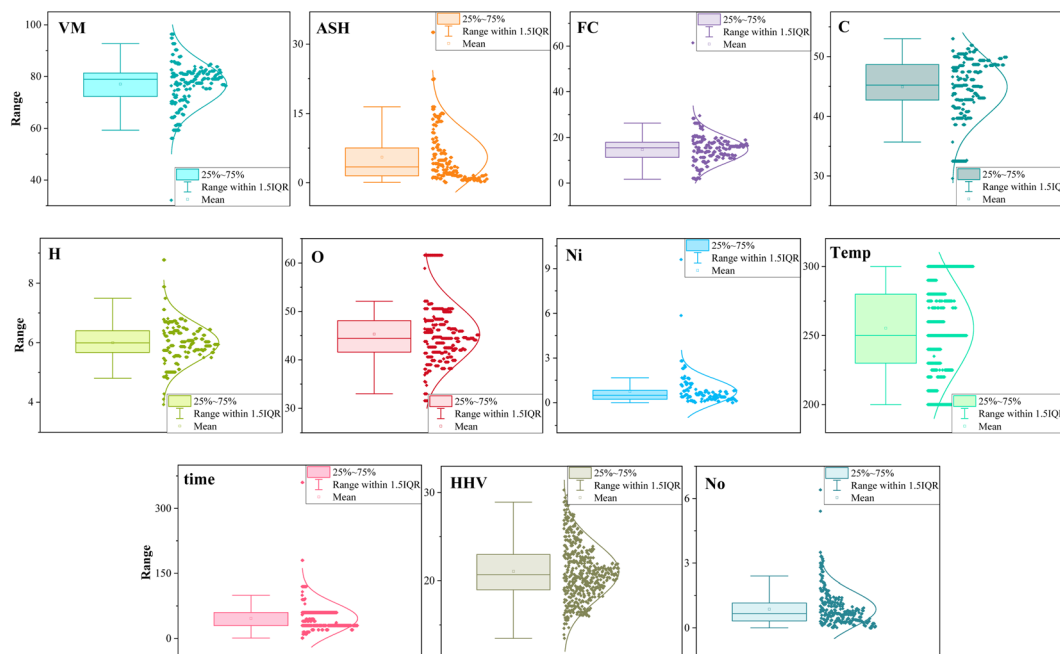 VM
Range
100
80
60
40
25%~75%
Range within 1.5IQR
Mean
ASH
30
15
0
25%~75%
Range within 1.5IQR
Mean
FC
60
40
20
0
25%~75%
Range within 1.5IQR
Mean
C
50
40
30
25%~75%
Range within 1.5IQR
Mean
H
Range
8
6
4
25%~75%
Range within 1.5IQR
Mean
O
60
50
40
30
25%~75%
Range within 1.5IQR
Mean
Ni
9
6
3
0
25%~75%
Range within 1.5IQR
Mean
Temp
300
250
200
25%~75%
Range within 1.5IQR
Mean
time
Range
350
150
75
0
25%~75%
Range within 1.5IQR
Mean
HHV
30
20
25%~75%
Range within 1.5IQR
Mean
No
6
3
0
25%~75%
Range within 1.5IQR
Mean